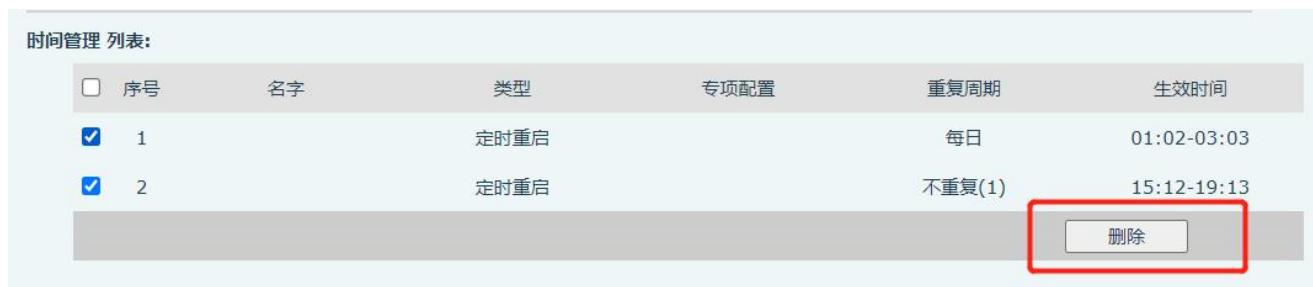 时间管理 列表:
序号 名字 类型 专项配置 重复周期 生效时间
1 定时重启 每日 01:02-03:03
2 定时重启 不重复(1) 15:12-19:13
删除